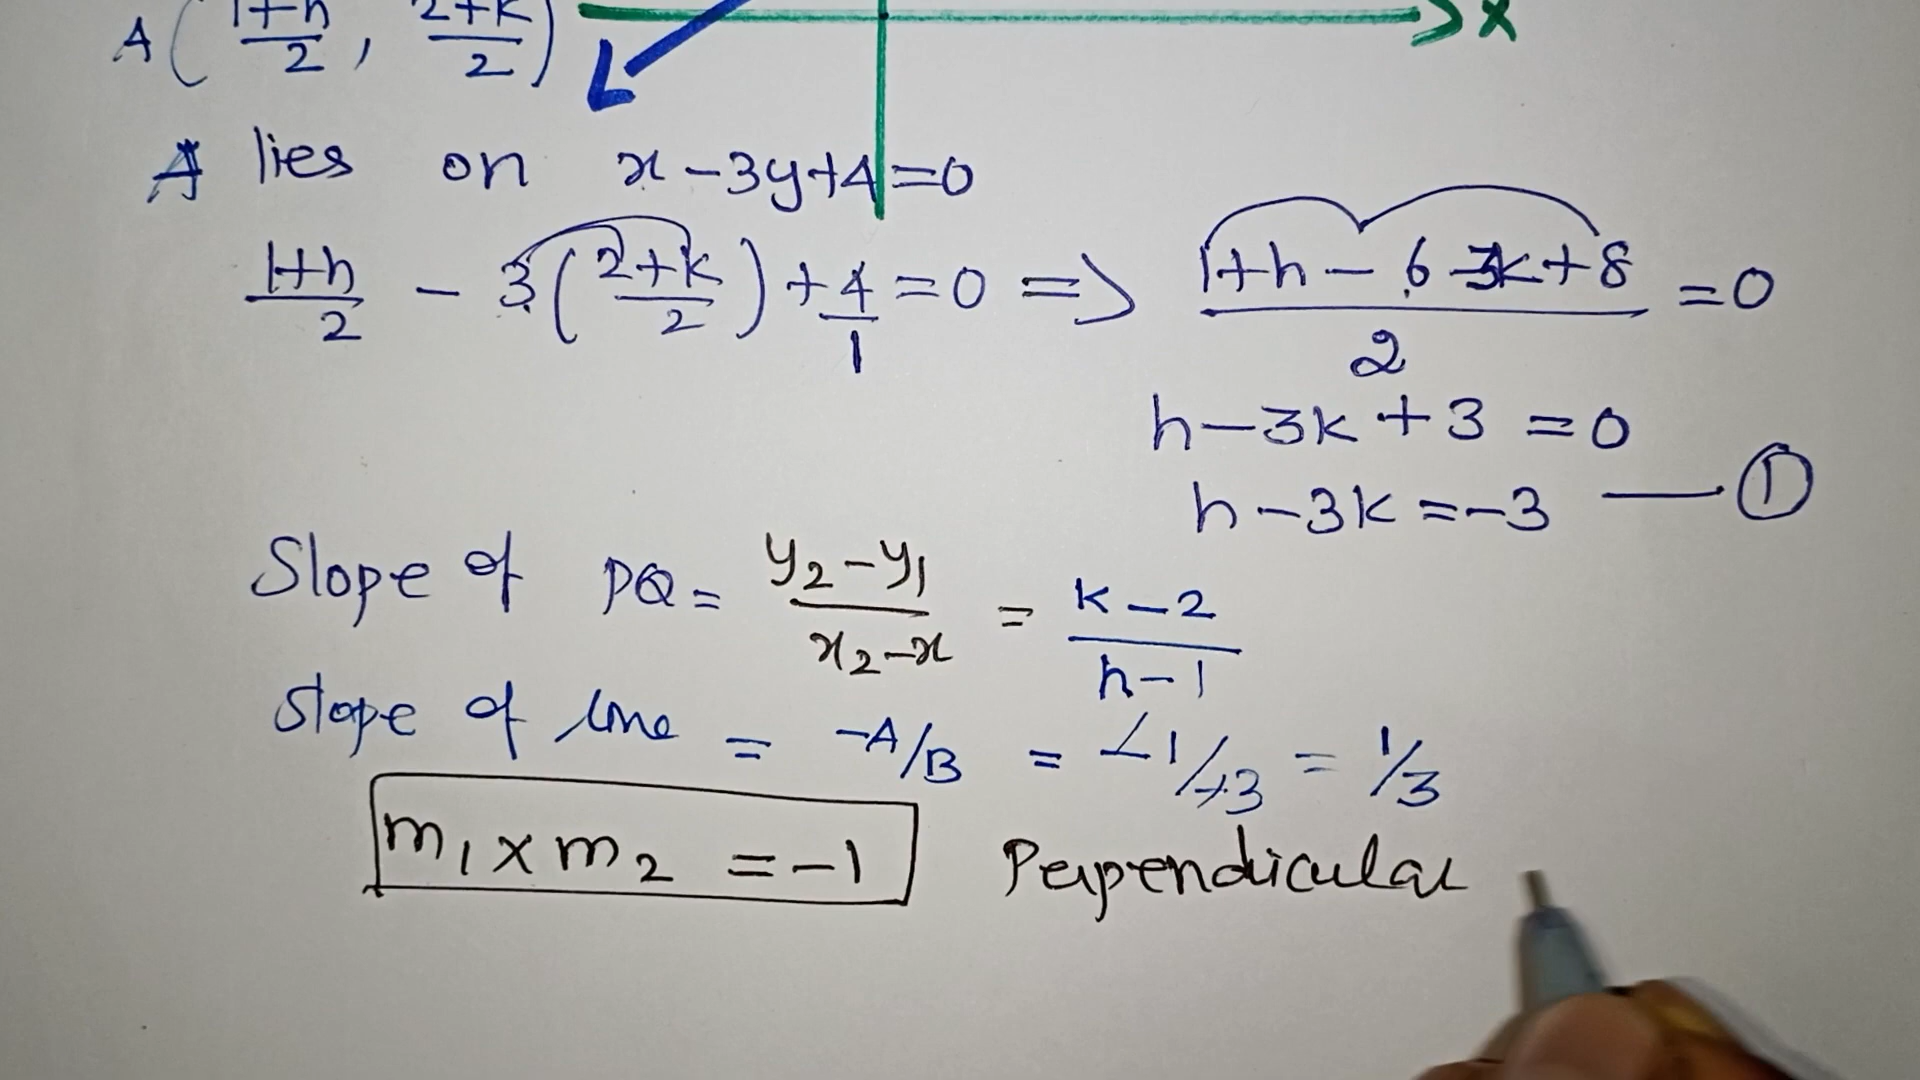 A( 1+h/2 , 2+k/2 )
x
A lies on x-3y+4=0
1+h/2 - 3( 2+k/2 ) + 4/1 = 0 => 1+h-6-3k+8/2 = 0
h-3k+3=0
h-3k=-3 — ①
Slope of PQ = y₂-y₁/x₂-x = k-2/h-1
Slope of line = -A/B = -1/-3 = 1/3
m₁xm₂ = -1 Perpendicular